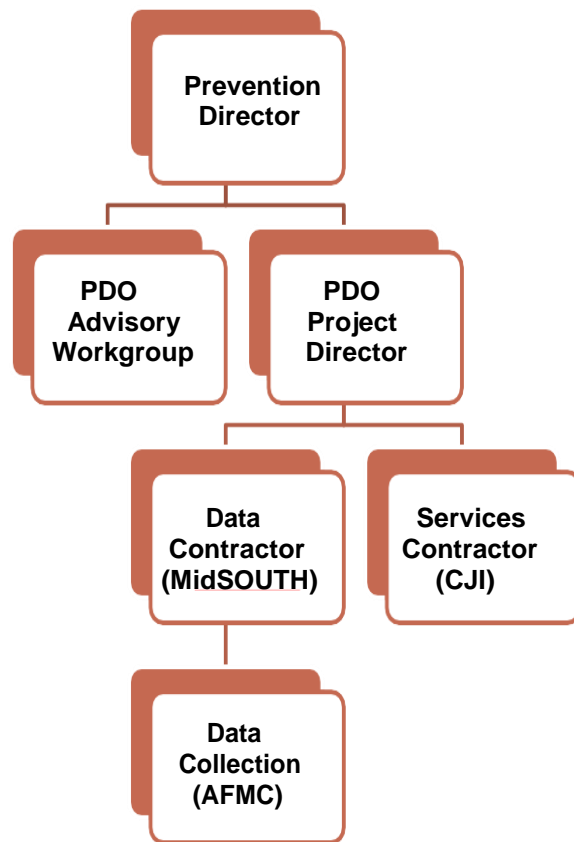 Prevention
Director
PDO
Advisory
Workgroup
PDO
Project
Director
Data
Contractor
(MidSOUTH)
Services
Contractor
(CJI)
Data
Collection
(AFMC)